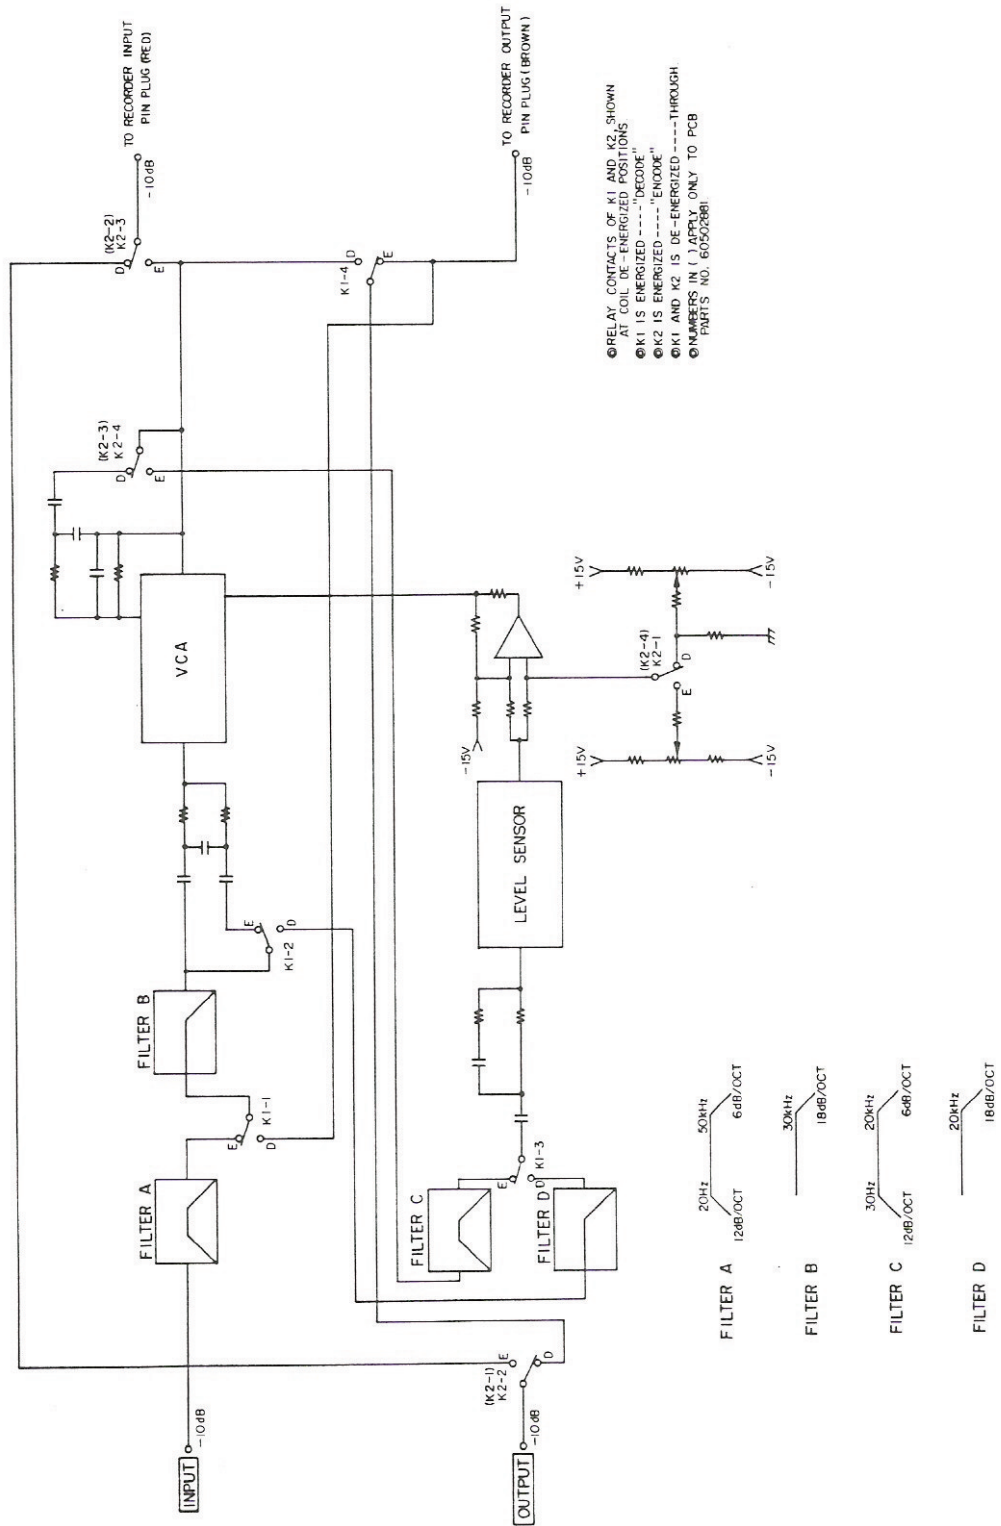 INPUT
-10dB
FILTER A
E
D
K1-1
FILTER B
E
D
K1-2
VCA
(K2-3)
K2-4
D
E
(K2-2)
K2-3
D
E
-10dB
TO RECORDER INPUT
PIN PLUG (RED)
K1-4
D
E
TO RECORDER OUTPUT
PIN PLUG (BROWN)
-10dB
OUTPUT
-10dB
(K2-1)
K2-2
E
D
FILTER C
FILTER D
E
D
K1-3
LEVEL SENSOR
-15V
(K2-4)
K2-1
E
D
+15V
-15V
+15V
-15V
◎RELAY CONTACTS OF K1 AND K2, SHOWN
AT COIL DE-ENERGIZED POSITIONS
◎K1 IS ENERGIZED ----"DECODE"
◎K2 IS ENERGIZED ----"ENCODE"
◎K1 AND K2 IS DE-ENERGIZED ----THROUGH
◎NUMBERS IN ( ) APPLY ONLY TO PCB
PARTS NO. 60502881.
FILTER A
20Hz
50kHz
12dB/OCT
6dB/OCT
FILTER B
30kHz
18dB/OCT
FILTER C
30Hz
20kHz
12dB/OCT
6dB/OCT
FILTER D
20kHz
18dB/OCT